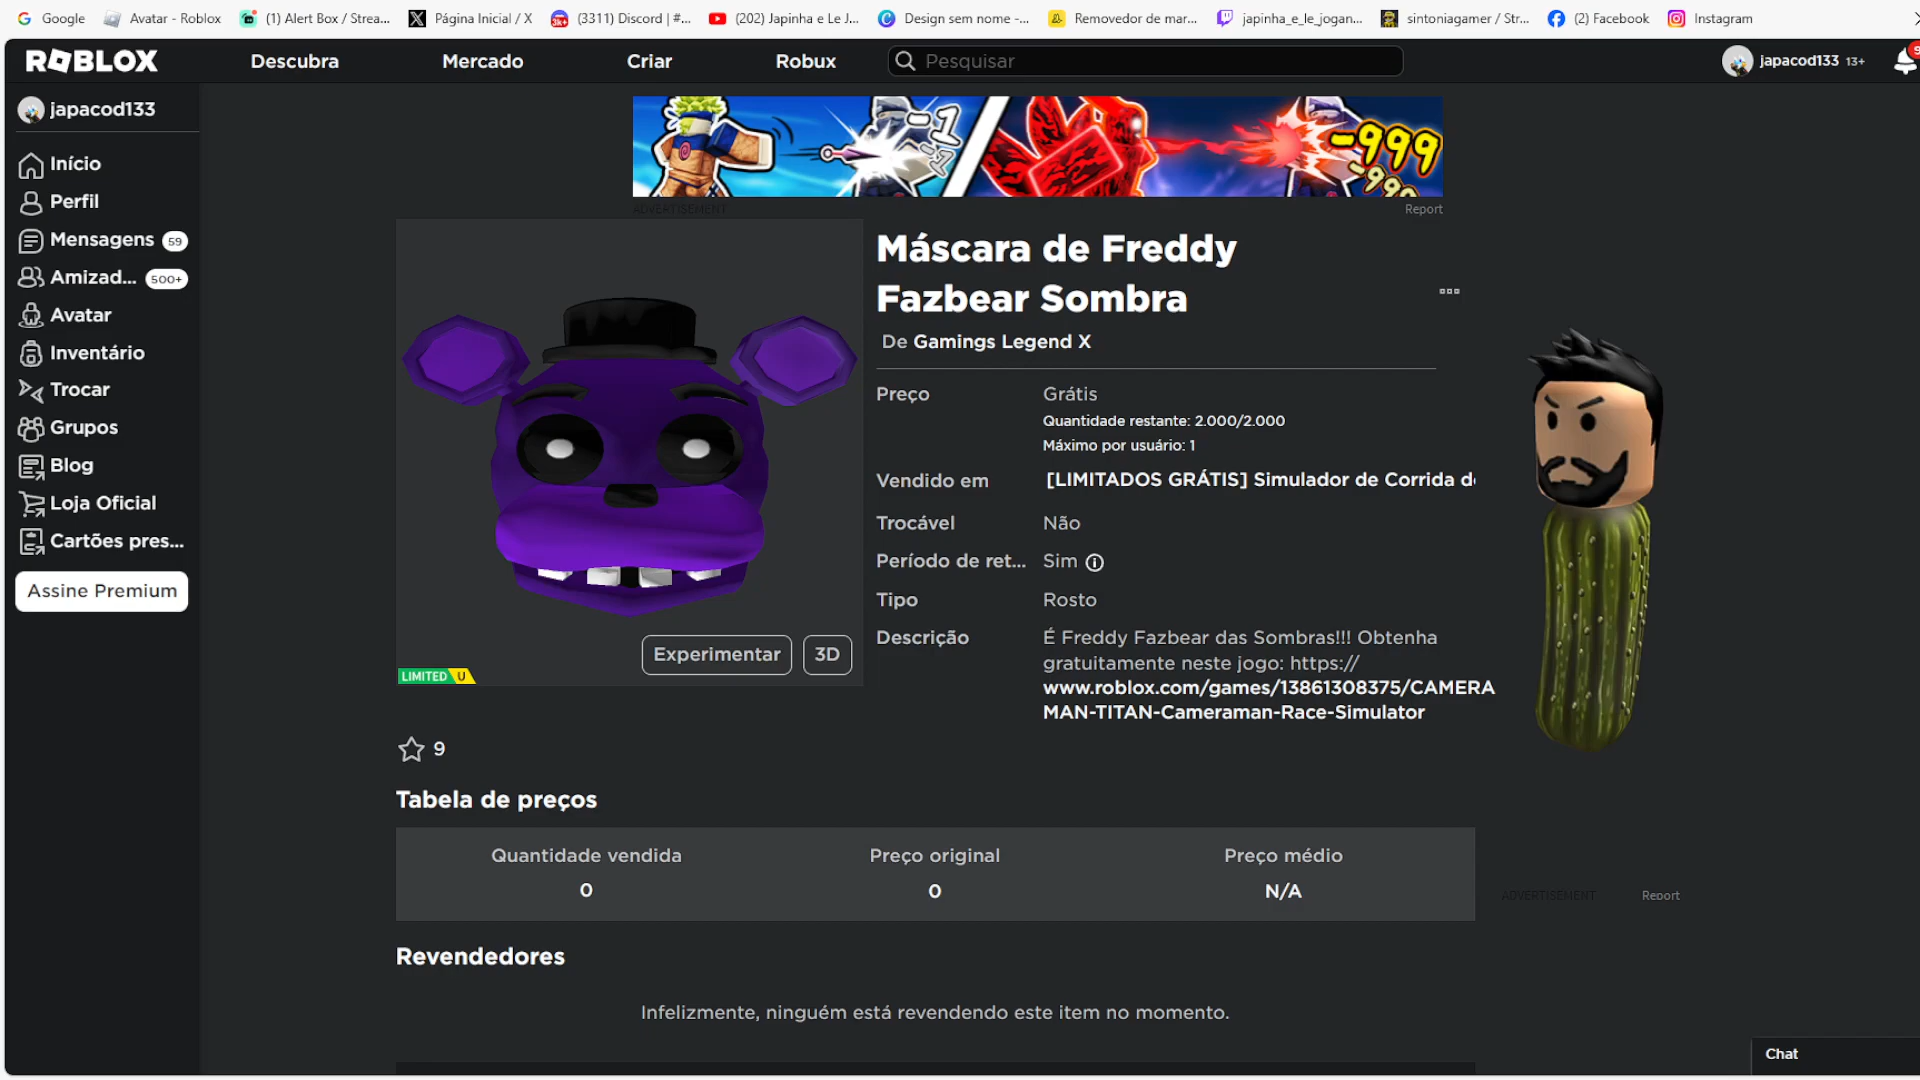 Google
Avatar - Roblox
(1) Alert Box / Strea...
Página Inicial / X
(3311) Discord | #...
(202) Japinha e Le J...
Design sem nome -...
Removedor de mar...
japinha_e_le_jogan...
sintoniagamer / Str...
(2) Facebook
Instagram
ROBLOX
Descubra
Mercado
Criar
Robux
Pesquisar
japacod133 13+
japacod133
Início
Perfil
Mensagens 59
Amizad... 500+
Avatar
Inventário
Trocar
Grupos
Blog
Loja Oficial
Cartões pres...
Assine Premium
-1
-1
-999
-999
ADVERTISEMENT
Report
Máscara de Freddy
Fazbear Sombra
De Gamings Legend X
Preço Grátis
Quantidade restante: 2.000/2.000
Máximo por usuário: 1
Vendido em [LIMITADOS GRÁTIS] Simulador de Corrida de
Trocável Não
Período de ret... Sim
Tipo Rosto
Descrição É Freddy Fazbear das Sombras!!! Obtenha
gratuitamente neste jogo: https://
www.roblox.com/games/13861308375/CAMERA
MAN-TITAN-Cameraman-Race-Simulator
Experimentar
3D
LIMITED U
9
Tabela de preços
Quantidade vendida Preço original Preço médio
0 0 N/A
ADVERTISEMENT
Report
Revendedores
Infelizmente, ninguém está revendendo este item no momento.
Chat